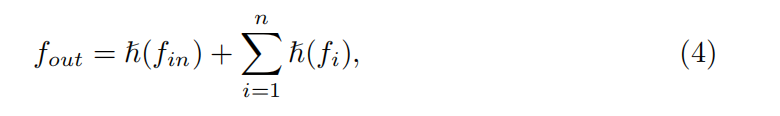 f_{out} = ℏ(f_{in}) + \sum_{i=1}^{n} ℏ(f_i), (4)